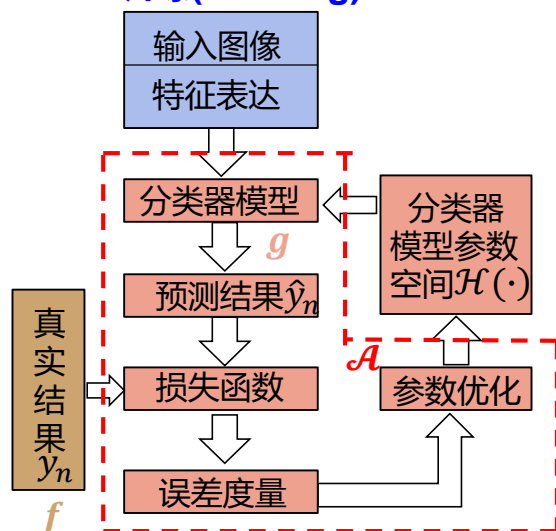 输入图像
特征表达
分类器模型
g
分类器
模型参数
空间ℋ(·)
预测结果ŷₙ
真
实
结
果
yₙ
f
损失函数
𝒜
参数优化
误差度量